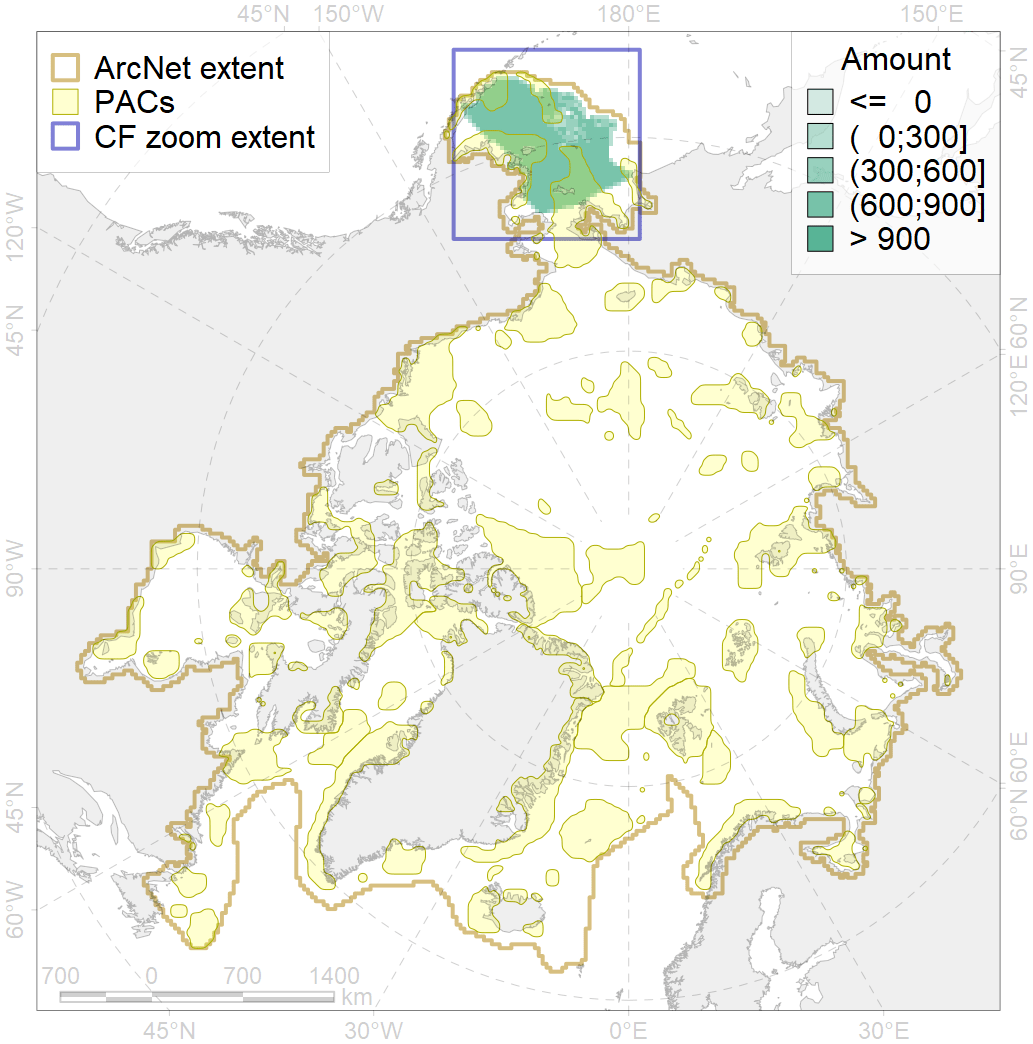 45°N 150°W 180°E 150°E
ArcNet extent
PACs
CF zoom extent
Amount
<= 0
( 0;300]
(300;600]
(600;900]
> 900
45°N
120°W
45°N
90°W
45°N
60°W
60°N
120°E
90°E
60°E
60°N
700 0 700 1400
km
45°N 30°W 0°E 30°E